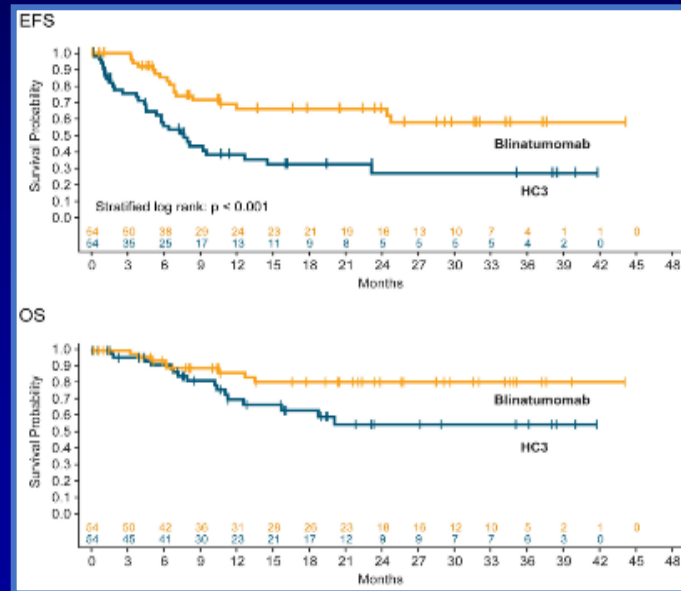 EFS
1.0
0.9
0.8
0.7
0.6
0.5
0.4
0.3
0.2
0.1
0.0
Survival Probability
Blinatumomab
HC3
Stratified log rank: p < 0.001
54 50 38 29 24 23 21 19 16 13 10 7 4 1 1 0
54 35 25 17 13 11 9 8 5 5 5 5 4 2 0
0 3 6 9 12 15 18 21 24 27 30 33 36 39 42 45 48
Months
OS
1.0
0.9
0.8
0.7
0.6
0.5
0.4
0.3
0.2
0.1
0.0
Survival Probability
Blinatumomab
HC3
54 50 42 36 31 28 26 23 18 16 12 10 5 2 1 0
54 45 41 30 23 21 17 12 9 9 7 7 6 3 0
0 3 6 9 12 15 18 21 24 27 30 33 36 39 42 45 48
Months